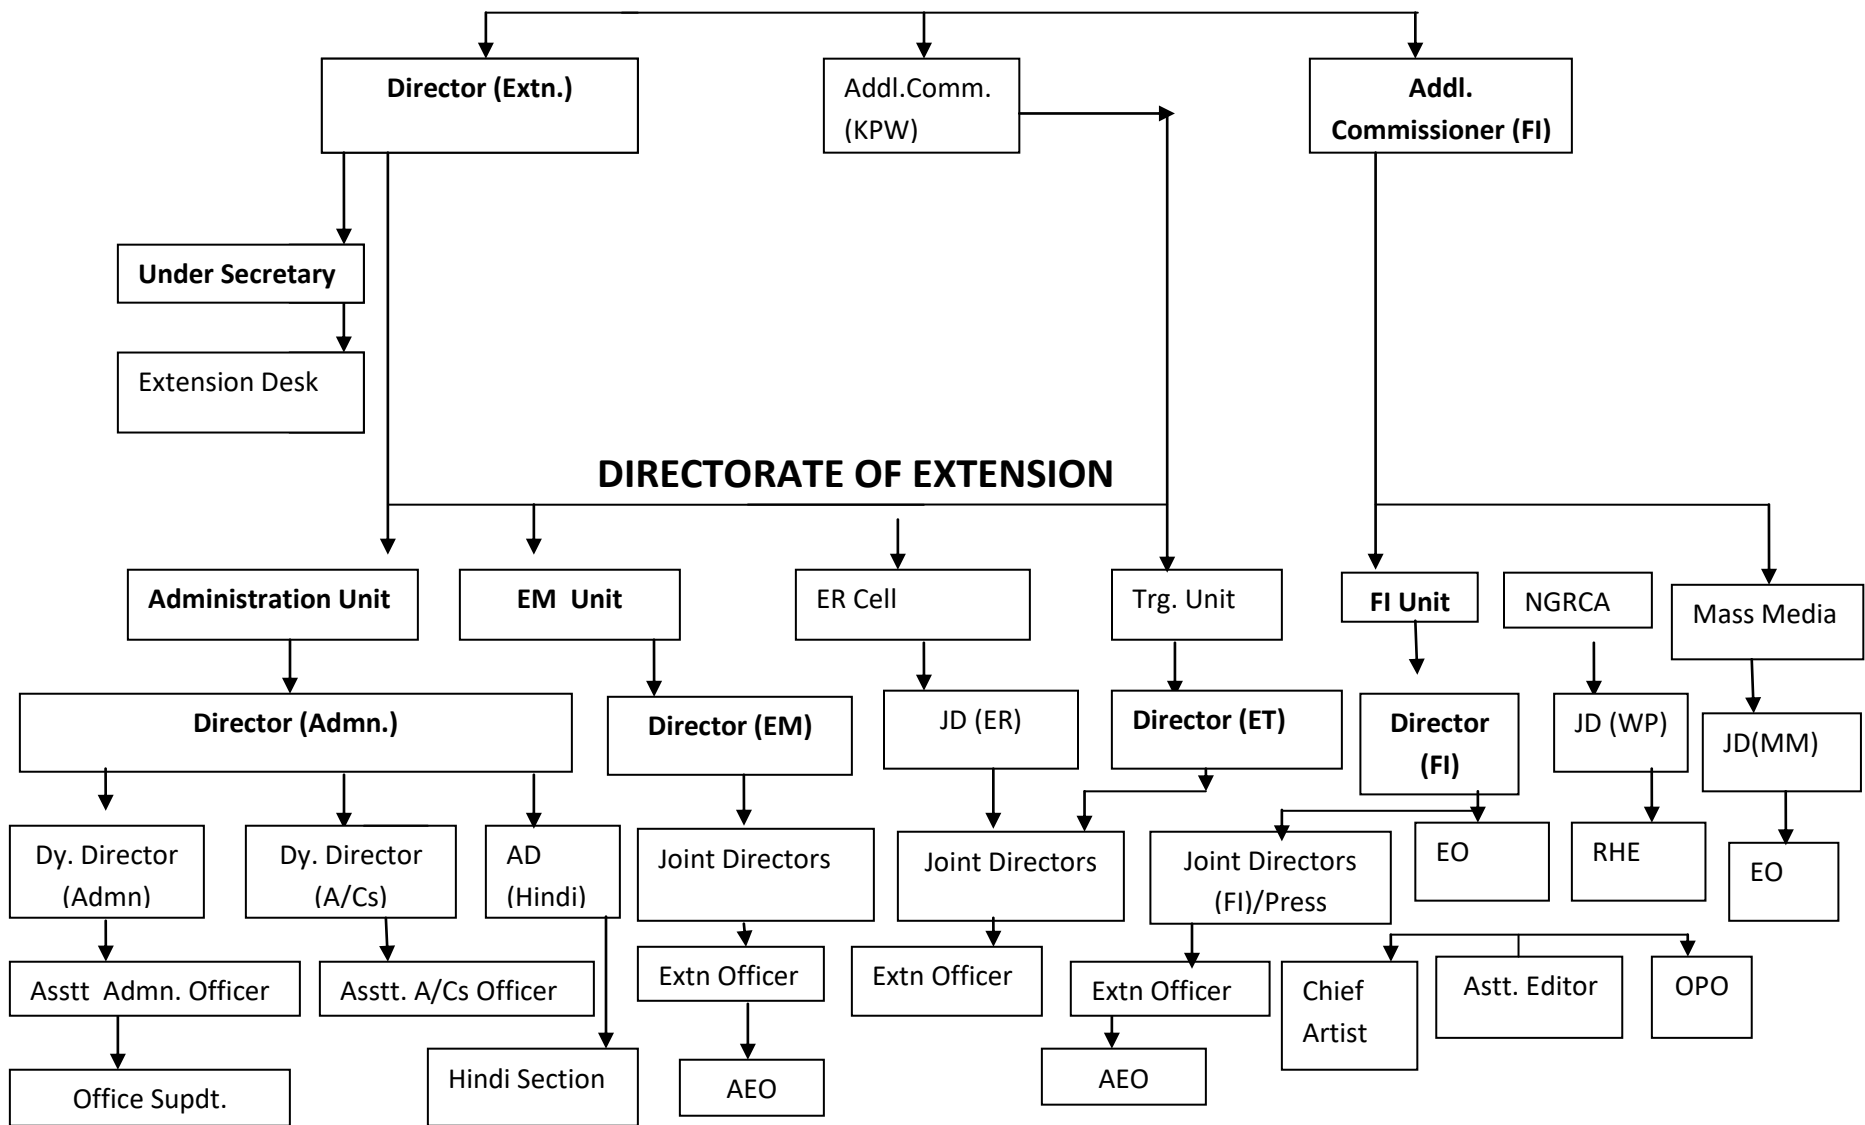 Director (Extn.)
Addl.Comm.
(KPW)
Addl.
Commissioner (FI)
Under Secretary
Extension Desk
DIRECTORATE OF EXTENSION
Administration Unit
EM Unit
ER Cell
Trg. Unit
FI Unit
NGRCA
Mass Media
Director (Admn.)
Director (EM)
JD (ER)
Director (ET)
Director
(FI)
JD (WP)
JD(MM)
Dy. Director
(Admn)
Dy. Director
(A/Cs)
AD
(Hindi)
Joint Directors
Joint Directors
Joint Directors
(FI)/Press
EO
RHE
EO
Asstt Admn. Officer
Asstt. A/Cs Officer
Extn Officer
Extn Officer
Extn Officer
Chief
Artist
Astt. Editor
OPO
Office Supdt.
Hindi Section
AEO
AEO